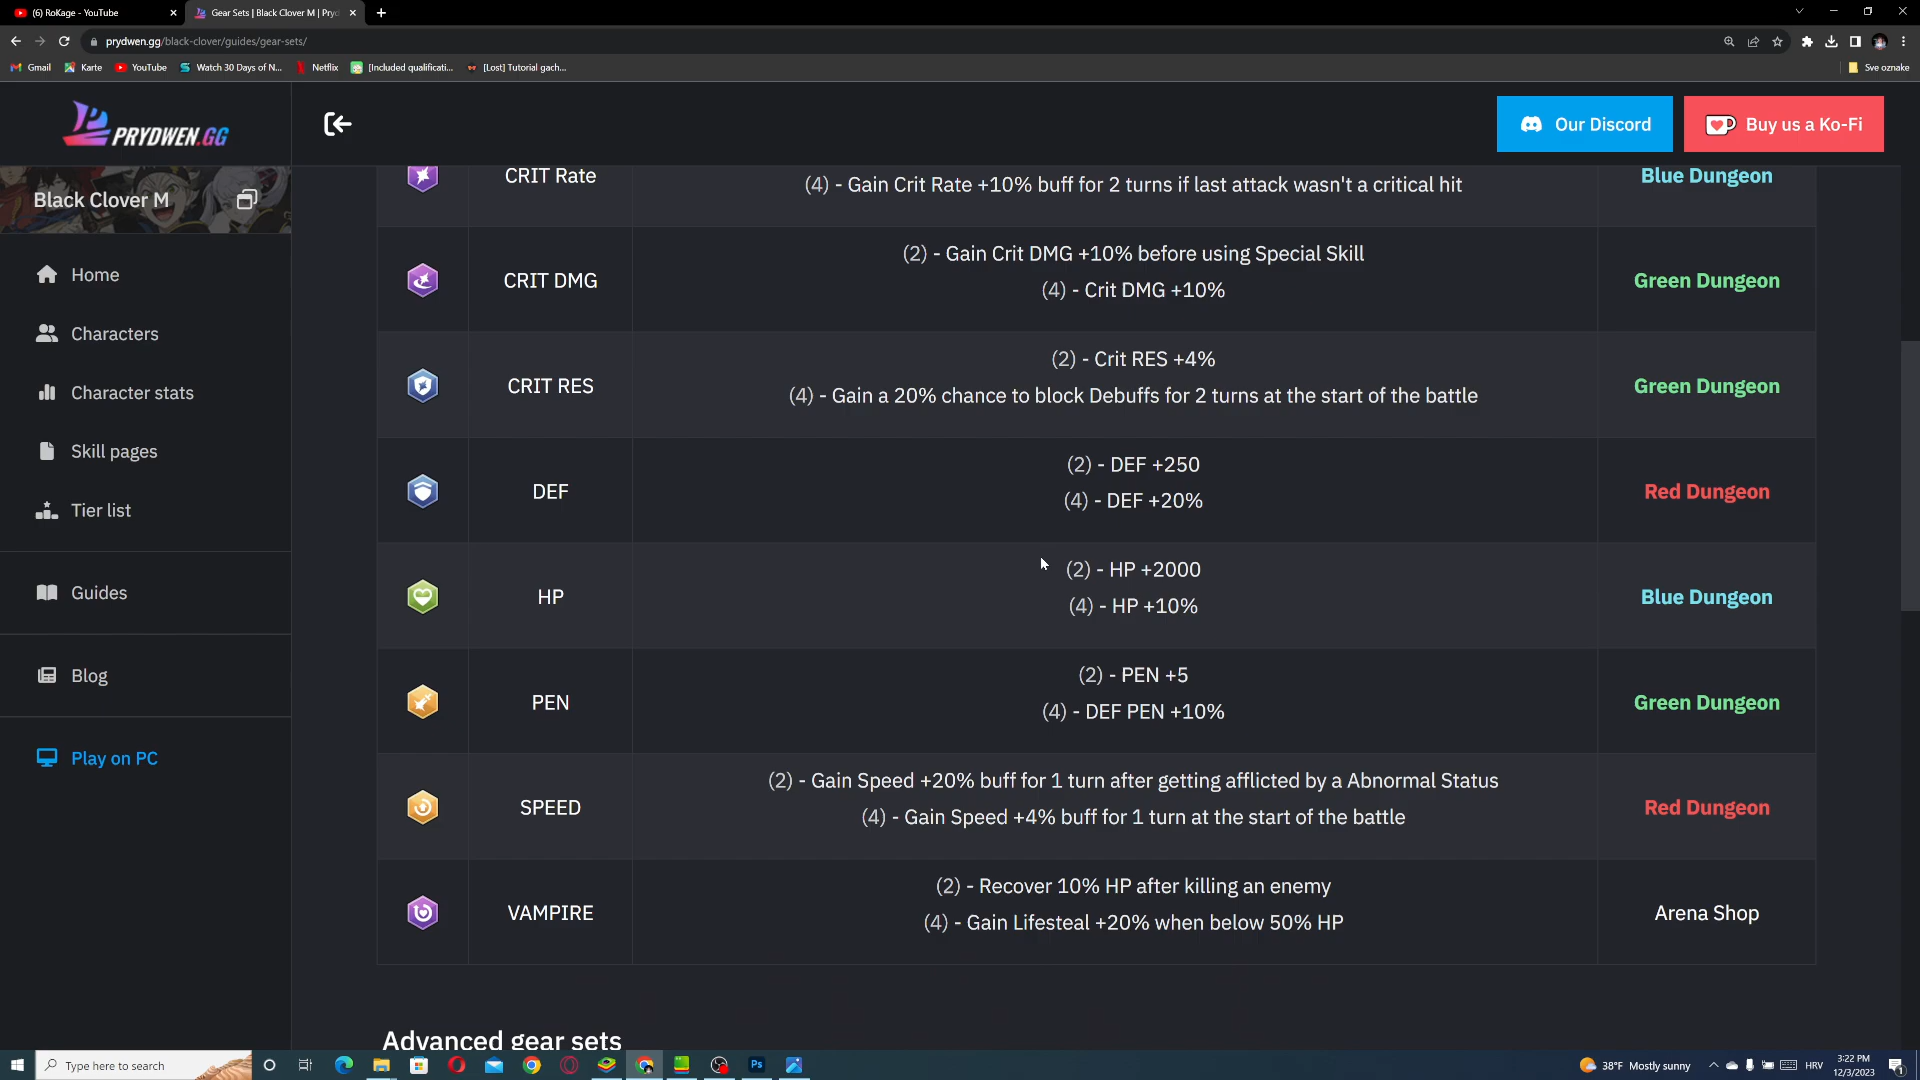 (6) RoKage - YouTube
Gear Sets | Black Clover M | Pryd
prydwen.gg/black-clover/guides/gear-sets/
Gmail
Karte
YouTube
Watch 30 Days of N...
Netflix
[Included qualificati...
[Lost] Tutorial gach...
Sve oznake
PRYDWEN.GG
Our Discord
Buy us a Ko-Fi
Black Clover M
Home
Characters
Character stats
Skill pages
Tier list
Guides
Blog
Play on PC
CRIT Rate
(4) - Gain Crit Rate +10% buff for 2 turns if last attack wasn't a critical hit
Blue Dungeon
CRIT DMG
(2) - Gain Crit DMG +10% before using Special Skill
(4) - Crit DMG +10%
Green Dungeon
CRIT RES
(2) - Crit RES +4%
(4) - Gain a 20% chance to block Debuffs for 2 turns at the start of the battle
Green Dungeon
DEF
(2) - DEF +250
(4) - DEF +20%
Red Dungeon
HP
(2) - HP +2000
(4) - HP +10%
Blue Dungeon
PEN
(2) - PEN +5
(4) - DEF PEN +10%
Green Dungeon
SPEED
(2) - Gain Speed +20% buff for 1 turn after getting afflicted by a Abnormal Status
(4) - Gain Speed +4% buff for 1 turn at the start of the battle
Red Dungeon
VAMPIRE
(2) - Recover 10% HP after killing an enemy
(4) - Gain Lifesteal +20% when below 50% HP
Arena Shop
Advanced gear sets
Type here to search
Ps
38°F Mostly sunny
HRV
3:22 PM
12/3/2023
1